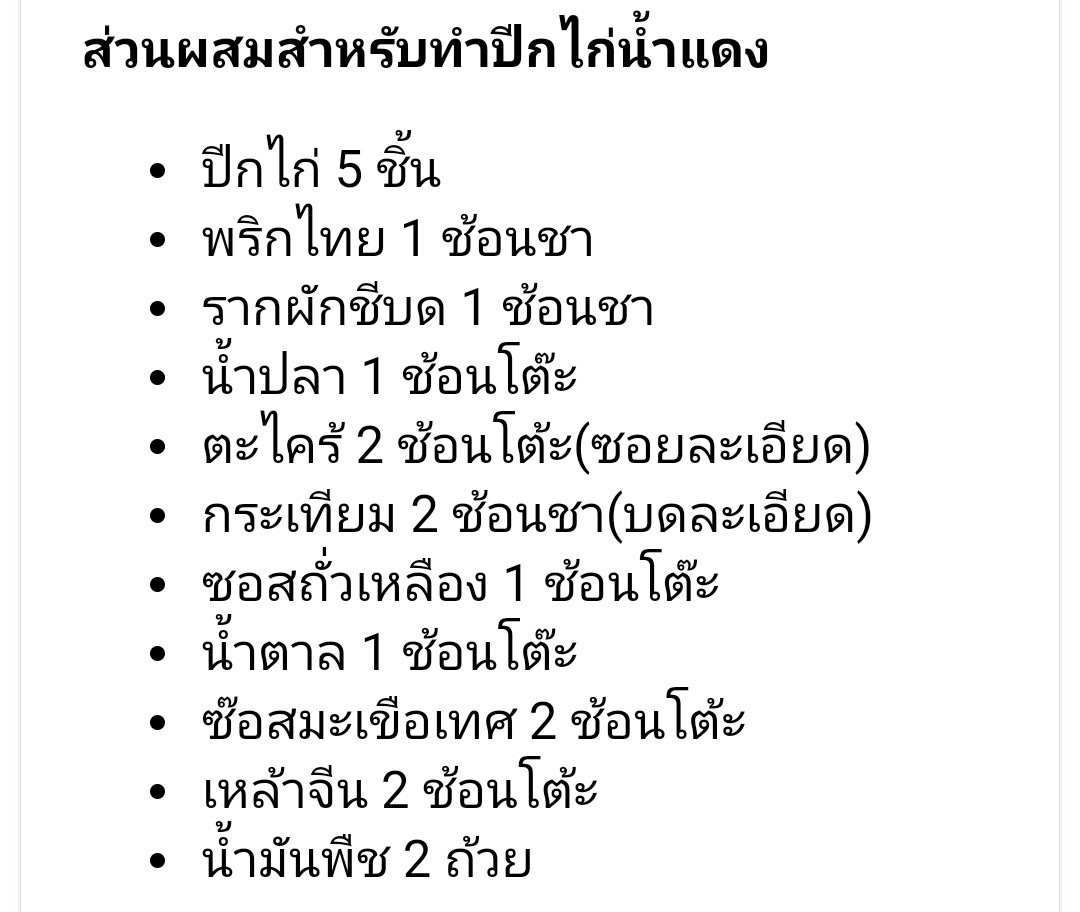 ส่วนผสมสำหรับทำปีกไก่น้ำแดง
• ปีกไก่ 5 ชิ้น
• พริกไทย 1 ช้อนชา
• รากผักชีบด 1 ช้อนชา
• น้ำปลา 1 ช้อนโต๊ะ
• ตะไคร้ 2 ช้อนโต้ะ(ซอยละเอียด)
• กระเทียม 2 ช้อนชา(บดละเอียด)
• ซอสถั่วเหลือง 1 ช้อนโต๊ะ
• น้ำตาล 1 ช้อนโต๊ะ
• ซ๊อสมะเขือเทศ 2 ช้อนโต้ะ
• เหล้าจีน 2 ช้อนโต้ะ
• น้ำมันพืช 2 ถ้วย